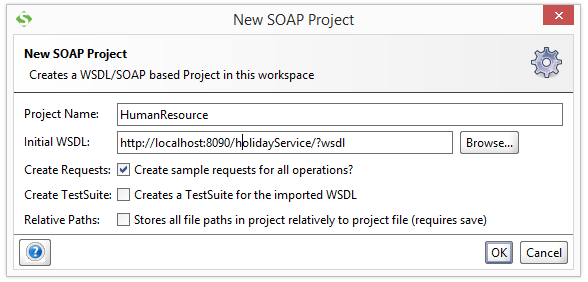 New SOAP Project
New SOAP Project
Creates a WSDL/SOAP based Project in this workspace
Project Name: HumanResource
Initial WSDL: http://localhost:8090/holidayService/?wsdl Browse...
Create Requests: Create sample requests for all operations?
Create TestSuite: Creates a TestSuite for the imported WSDL
Relative Paths: Stores all file paths in project relatively to project file (requires save)
OK Cancel